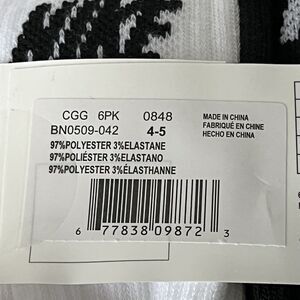 CGG 6PK 0848
BN0509-042 4-5
97%POLYESTER 3%ELASTANE
97%POLIÉSTER 3%ELASTANO
97%POLYESTER 3%ÉLASTHANNE
MADE IN CHINA
FABRIQUÉ EN CHINE
HECHO EN CHINA
6 77838 09872 3